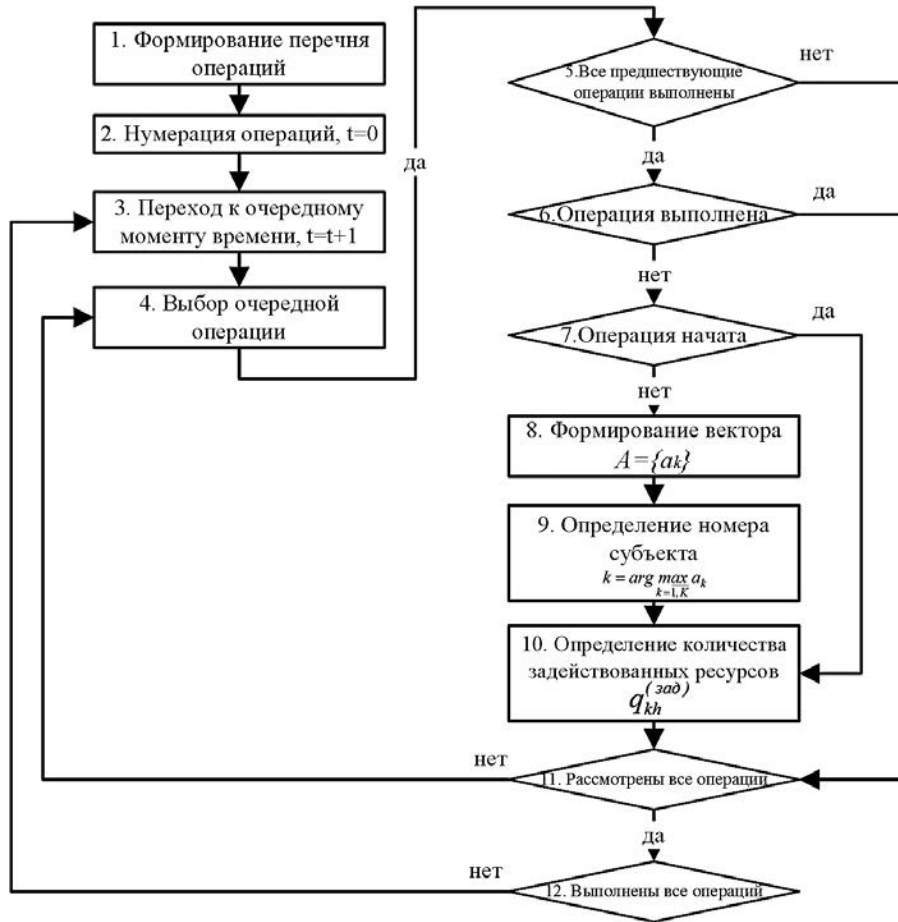 1. Формирование перечня
операций
2. Нумерация операций, t=0
3. Переход к очередному
моменту времени, t=t+1
4. Выбор очередной
операции
да
5.Все предшествующие
операции выполнены
нет
да
6.Операция выполнена
да
нет
7.Операция начата
да
нет
8. Формирование вектора
A={ak}
9. Определение номера
субъекта
k = arg max ak
k=1,K
10. Определение количества
задействованных ресурсов
qkh(зад)
11. Рассмотрены все операции
нет
да
12. Выполнены все операций
нет